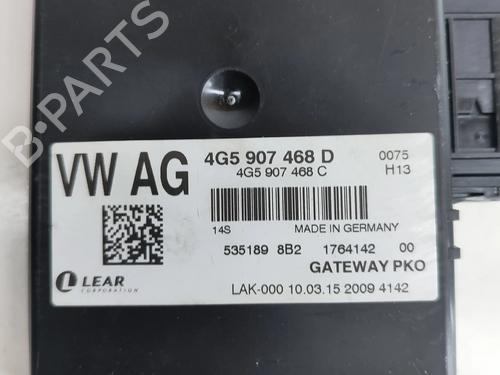 B-PARTS
VW AG
4G5 907 468 D
0075
4G5 907 468 C
H13
14S
MADE IN GERMANY
535189 8B2
1764142
00
GATEWAY PKO
LEAR
CORPORATION
LAK-000 10.03.15 2009 4142